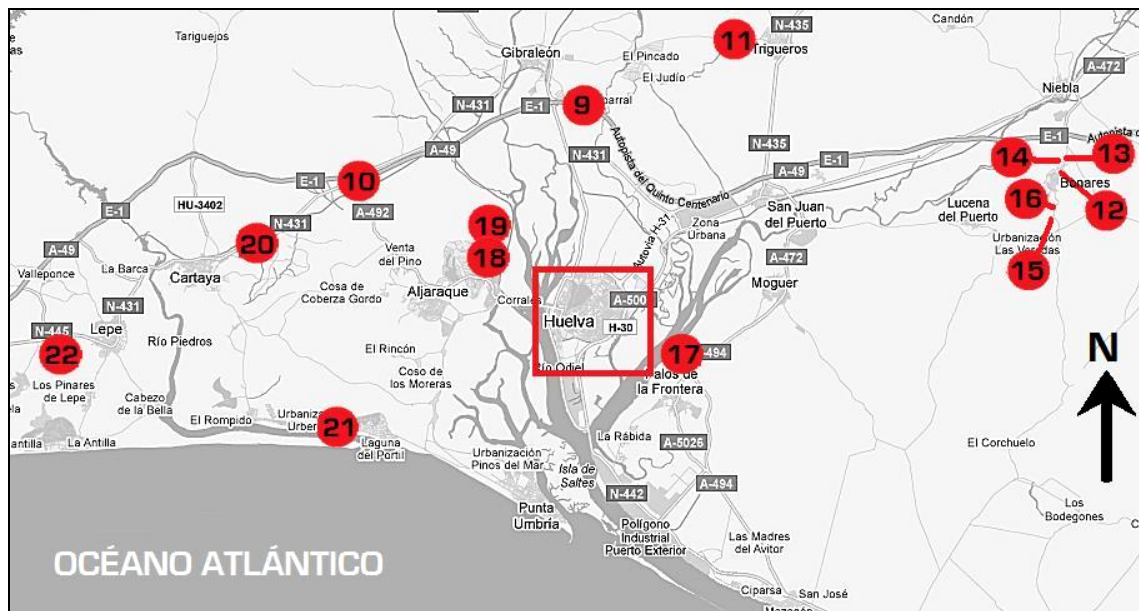 Candón
N-435
11
Trigueros
El Pincado
El Judío
Gibraleón
Tariguejos
A-472
Niebla
N-431
9
E-1
A-49
Autopista del Quinto Centenario
N-431
N-435
A-49
E-1
E-1
14
13
Bonares
12
16
Lucena
del Puerto
Urbanización
Las Veredas
15
San Juan
del Puerto
Zona
Urbana
Autovía H-31
A-472
Moguer
E-1
10
HU-3402
A-492
N-431
E-1
A-49
20
19
18
Venta
del Pino
Cartaya
La Barca
Valleponce
Cosa de
Coberza Gordo
Aljaraque
Corrales
N-431
N-445
Lepe
22
Los Pinares
de Lepe
Río Piedros
El Rincón
Coso de
los Moreras
Huelva
A-500
H-30
Río Odiel
17
-494
Palos de
la Frontera
N
Cabezo
de la Bella
El Rompido
21
Laguna
del Portil
La Antilla
antilla
Urbanización
Pinos del Mar
Isla de
Saltes
La Rábida
A-5026
N-442
A-494
Punta
Umbría
Polígono
Industrial
Puerto Exterior
Las Madres
del Avitor
El Corchuelo
Los
Bodegones
Ciparsa
San José
OCÉANO ATLÁNTICO